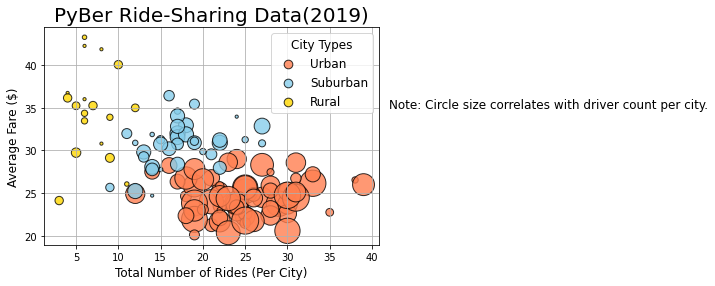 PyBer Ride-Sharing Data(2019)
City Types
Urban
Suburban
Rural
Note: Circle size correlates with driver count per city.
Average Fare ($)
40
35
30
25
20
5 10 15 20 25 30 35 40
Total Number of Rides (Per City)